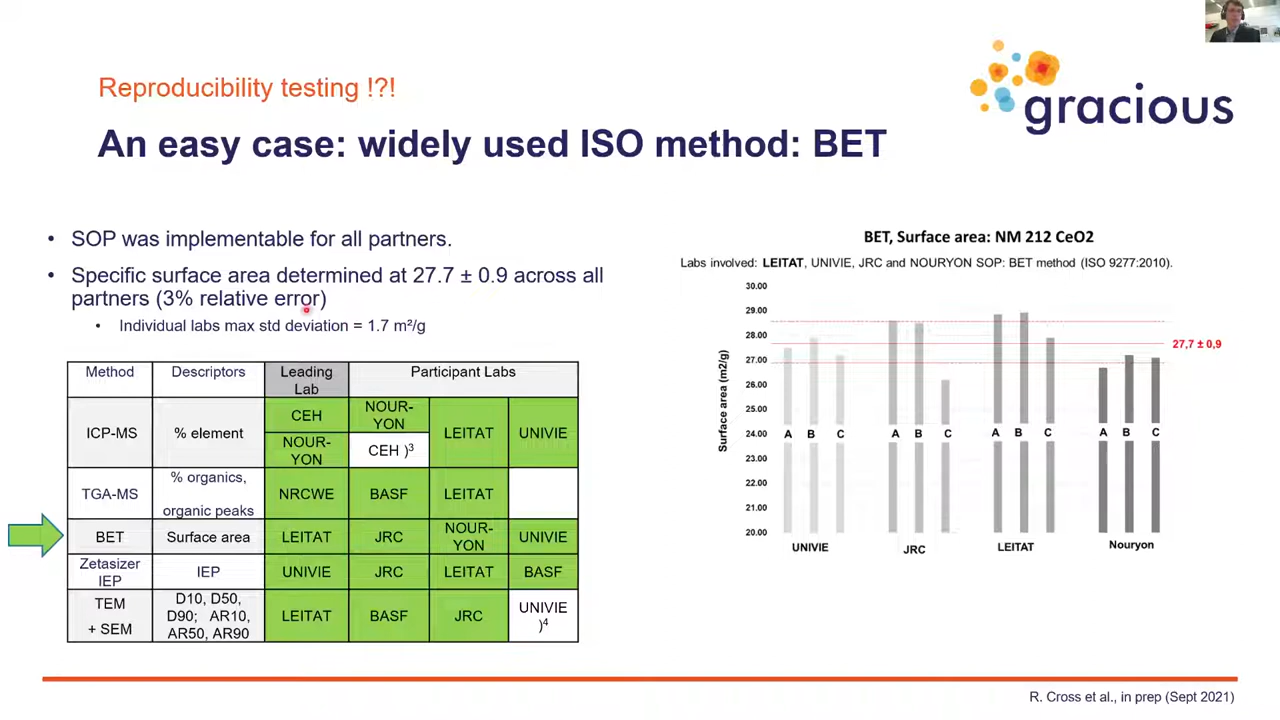 gracious
Reproducibility testing !?!
An easy case: widely used ISO method: BET
• SOP was implementable for all partners.
• Specific surface area determined at 27.7 ± 0.9 across all
partners (3% relative error)
• Individual labs max std deviation = 1.7 m²/g
Method Descriptors Leading Lab Participant Labs
ICP-MS % element CEH NOUR-YON LEITAT UNIVIE
NOUR-YON CEH )³
TGA-MS % organics, organic peaks NRCWE BASF LEITAT
BET Surface area LEITAT JRC NOUR-YON UNIVIE
Zetasizer IEP IEP UNIVIE JRC LEITAT BASF
TEM + SEM D10, D50, D90; AR10, AR50, AR90 LEITAT BASF JRC UNIVIE )⁴
BET, Surface area: NM 212 CeO2
Labs involved: LEITAT, UNIVIE, JRC and NOURYON SOP: BET method (ISO 9277:2010).
Surface area (m2/g)
30.00
29.00
28.00
27.00
26.00
25.00
24.00
23.00
22.00
21.00
20.00
27,7 ± 0,9
A B C A B C A B C A B C
UNIVIE JRC LEITAT Nouryon
R. Cross et al., in prep (Sept 2021)